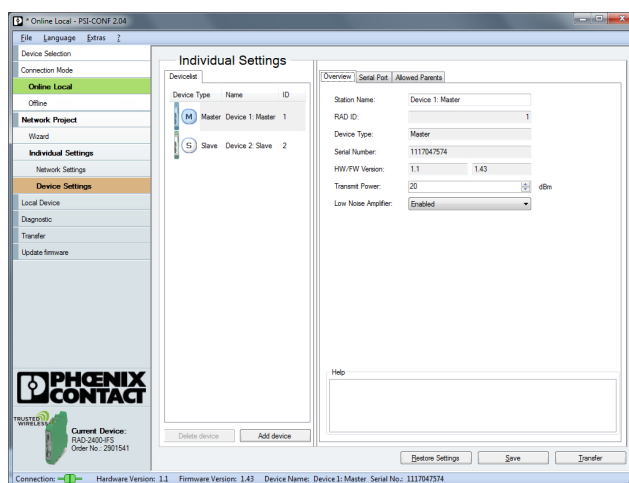 * Online Local - PSI-CONF 2.04
File Language Extras ?
Device Selection
Connection Mode
Online Local
Offline
Network Project
Wizard
Individual Settings
Network Settings
Device Settings
Local Device
Diagnostic
Transfer
Update firmware
PHŒNIX
CONTACT
TRUSTED
WIRELESS
Current Device:
RAD-2400-IFS
Order No.: 2901541
Individual Settings
Devicelist
Device Type Name ID
M Master Device 1: Master 1
S Slave Device 2: Slave 2
Delete device Add device
Overview Serial Port Allowed Parents
Station Name: Device 1: Master
RAD ID: 1
Device Type: Master
Serial Number: 1117047574
HW/FW Version: 1.1 1.43
Transmit Power: 20 dBm
Low Noise Amplifier: Enabled
Help
Restore Settings Save Transfer
Connection: Hardware Version: 1.1 Firmware Version: 1.43 Device Name: Device 1: Master Serial No.: 1117047574